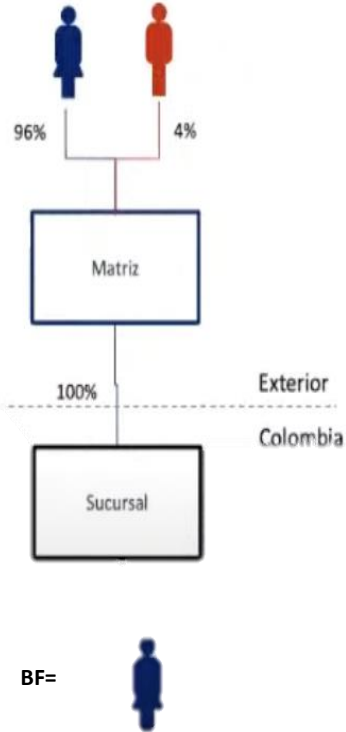 96%
4%
Matriz
100%
Exterior
Colombia
Sucursal
BF=